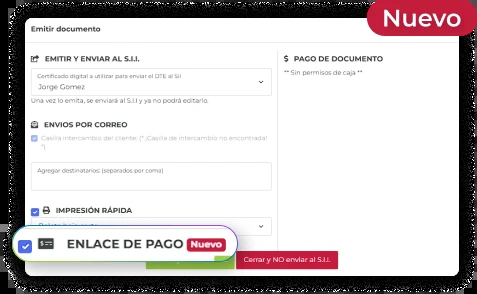 Nuevo
Emitir documento
EMITIR Y ENVIAR AL S.I.I.
Certificado digital a utilizar para enviar el DTE al SII
Jorge Gomez
Una vez lo emita, se enviará al S.I.I y ya no podrá editarlo.
ENVIOS POR CORREO
Casilla intercambio del cliente: (* ¡Casilla de intercambio no encontrada!
*)
Agregar destinatarios: (separados por coma)
IMPRESIÓN RÁPIDA
ENLACE DE PAGO Nuevo
Cerrar y NO enviar al S.I.I.
$ PAGO DE DOCUMENTO
** Sin permisos de caja **